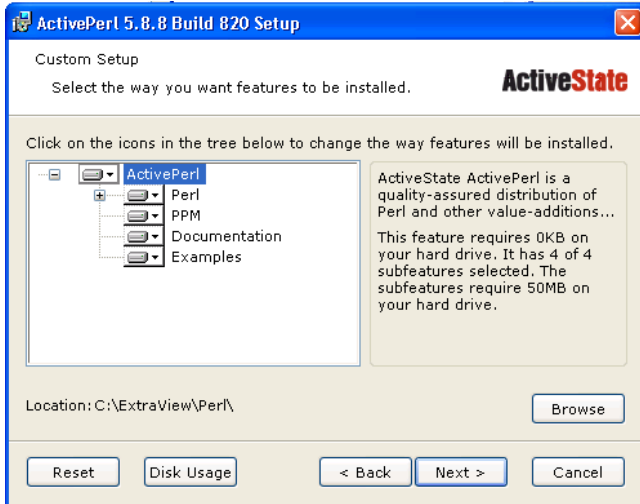 ActivePerl 5.8.8 Build 820 Setup
Custom Setup
Select the way you want features to be installed.
ActiveState
Click on the icons in the tree below to change the way features will be installed.
ActivePerl
Perl
PPM
Documentation
Examples
ActiveState ActivePerl is a
quality-assured distribution of
Perl and other value-additions...
This feature requires 0KB on
your hard drive. It has 4 of 4
subfeatures selected. The
subfeatures require 50MB on
your hard drive.
Location: C:\ExtraView\Perl\
Browse
Reset
Disk Usage
< Back
Next >
Cancel